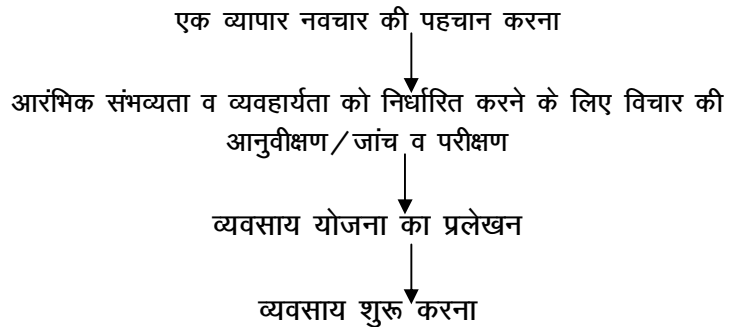 एक व्यापार नवचार की पहचान करना
आरंभिक संभव्यता व व्यवहार्यता को निर्धारित करने के लिए विचार की
आनुवीक्षण/जांच व परीक्षण
व्यवसाय योजना का प्रलेखन
व्यवसाय शुरू करना